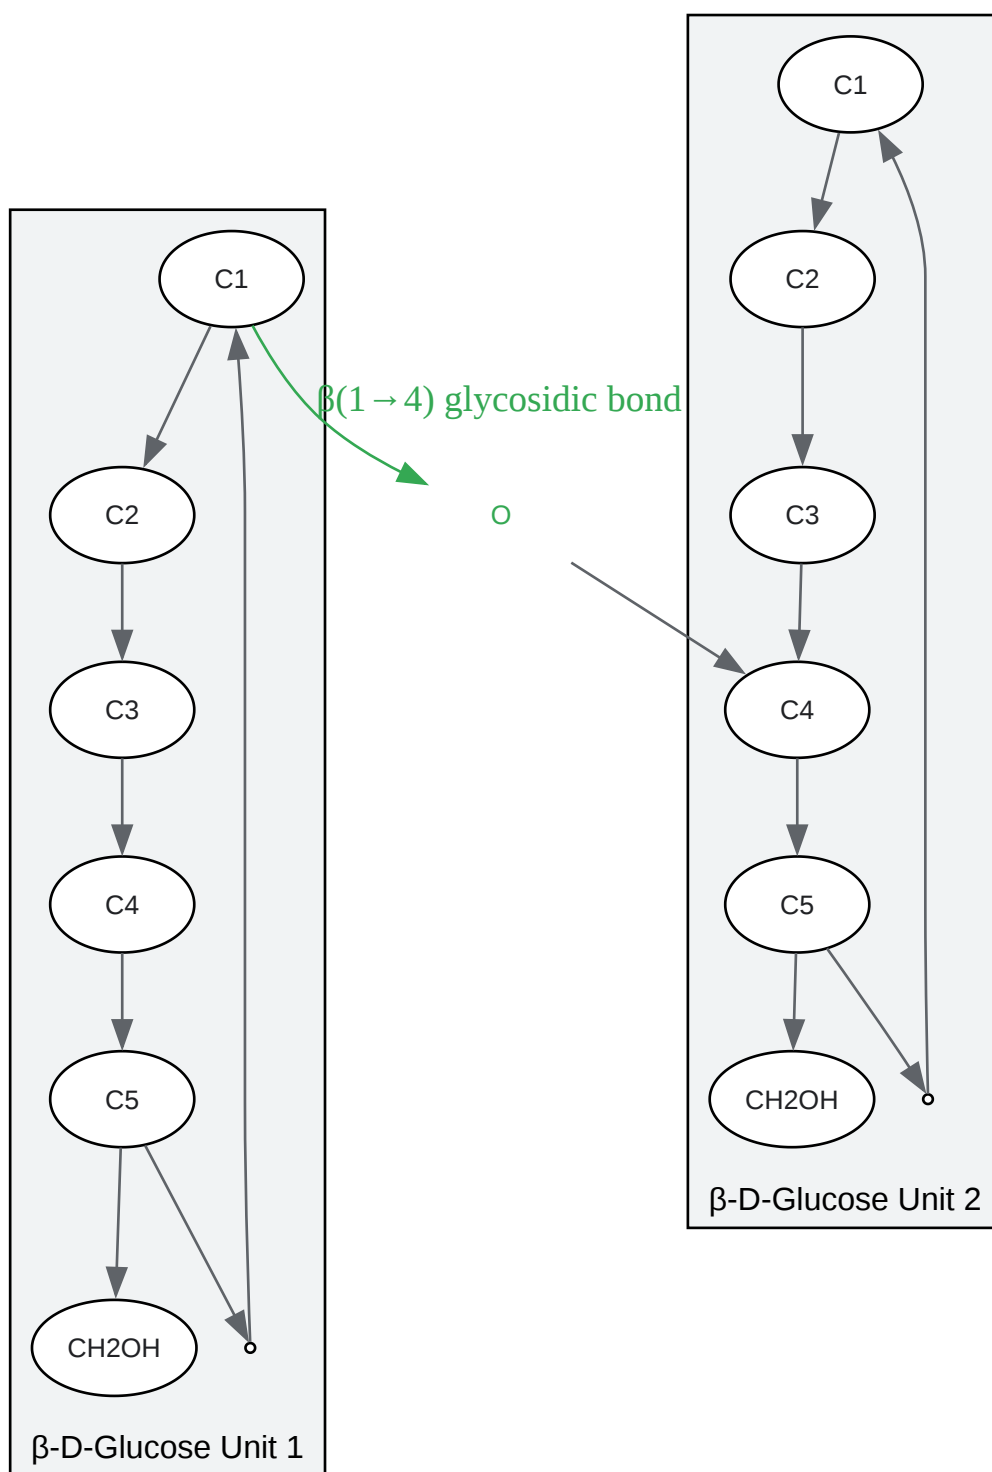 C1
C2
C3
C4
C5
CH2OH
β-D-Glucose Unit 1
β(1→4) glycosidic bond
O
C1
C2
C3
C4
C5
CH2OH
β-D-Glucose Unit 2